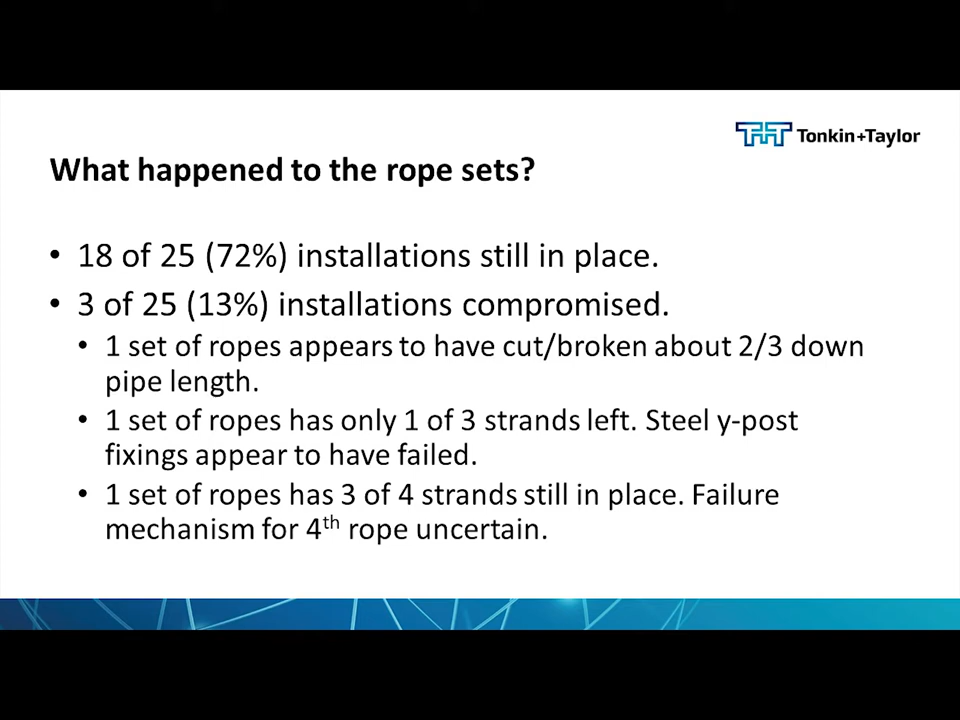 Tonkin+Taylor
What happened to the rope sets?
• 18 of 25 (72%) installations still in place.
• 3 of 25 (13%) installations compromised.
• 1 set of ropes appears to have cut/broken about 2/3 down
pipe length.
• 1 set of ropes has only 1 of 3 strands left. Steel y-post
fixings appear to have failed.
• 1 set of ropes has 3 of 4 strands still in place. Failure
mechanism for 4th rope uncertain.